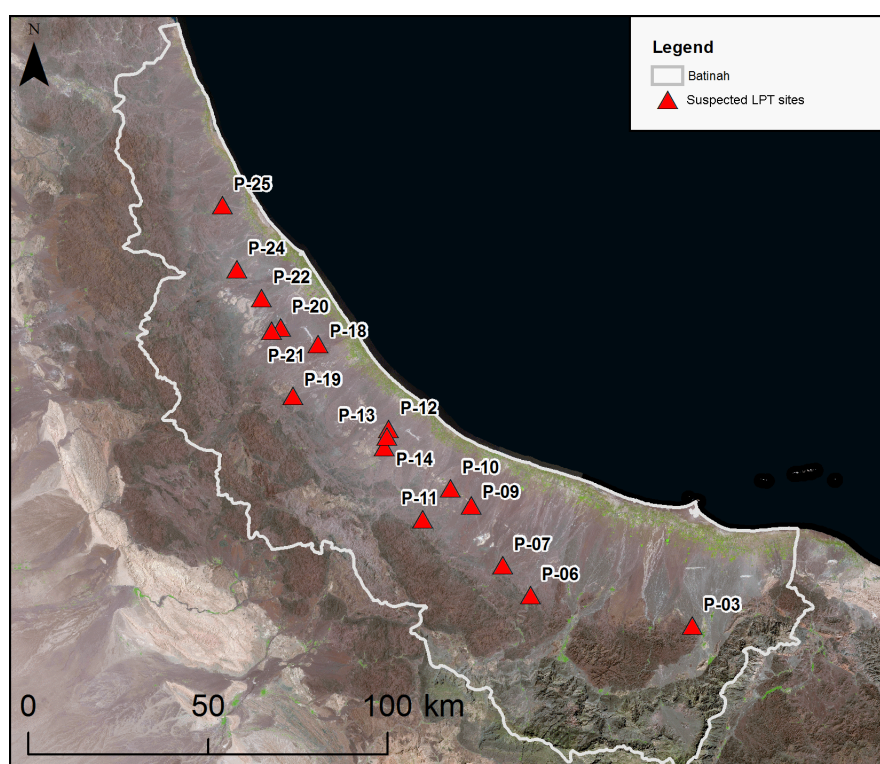 N
Legend
Batinah
Suspected LPT sites
P-25
P-24
P-22
P-20
P-18
P-21
P-19
P-12
P-13
P-14
P-10
P-09
P-11
P-07
P-06
P-03
0 50 100 km